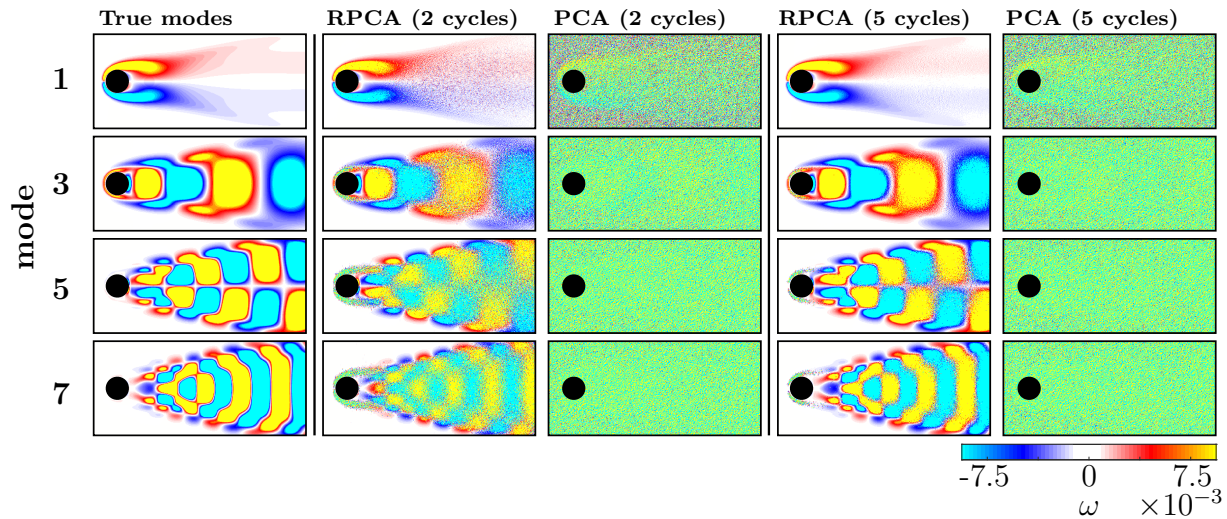 True modes RPCA (2 cycles) PCA (2 cycles) RPCA (5 cycles) PCA (5 cycles)
mode
1
3
5
7
-7.5 0 7.5
ω ×10⁻³